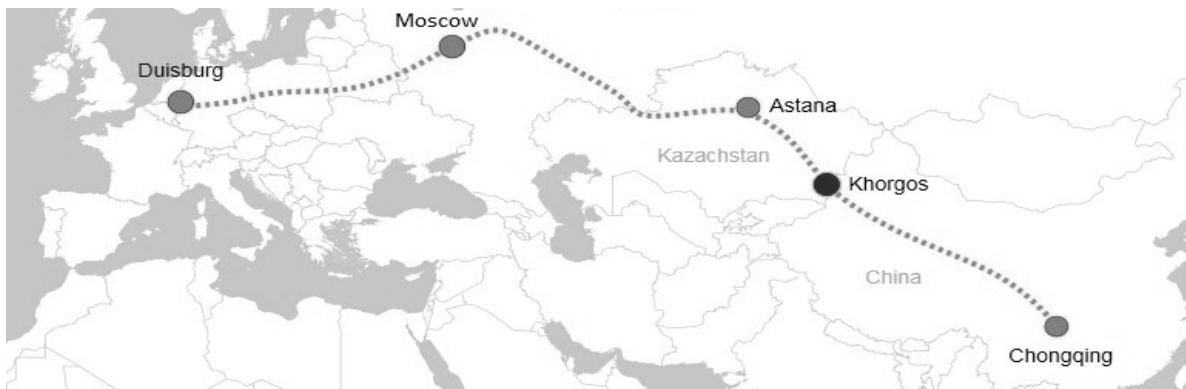 Moscow
Duisburg
Astana
Kazachstan
Khorgos
China
Chongqing